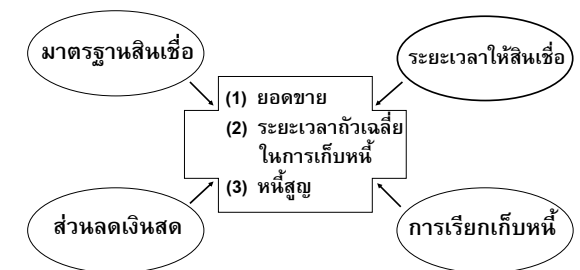 มาตรฐานสินเชื่อ
ระยะเวลาให้สินเชื่อ
(1) ยอดขาย
(2) ระยะเวลาถัวเฉลี่ย
ในการเก็บหนี้
(3) หนี้สูญ
ส่วนลดเงินสด
การเรียกเก็บหนี้